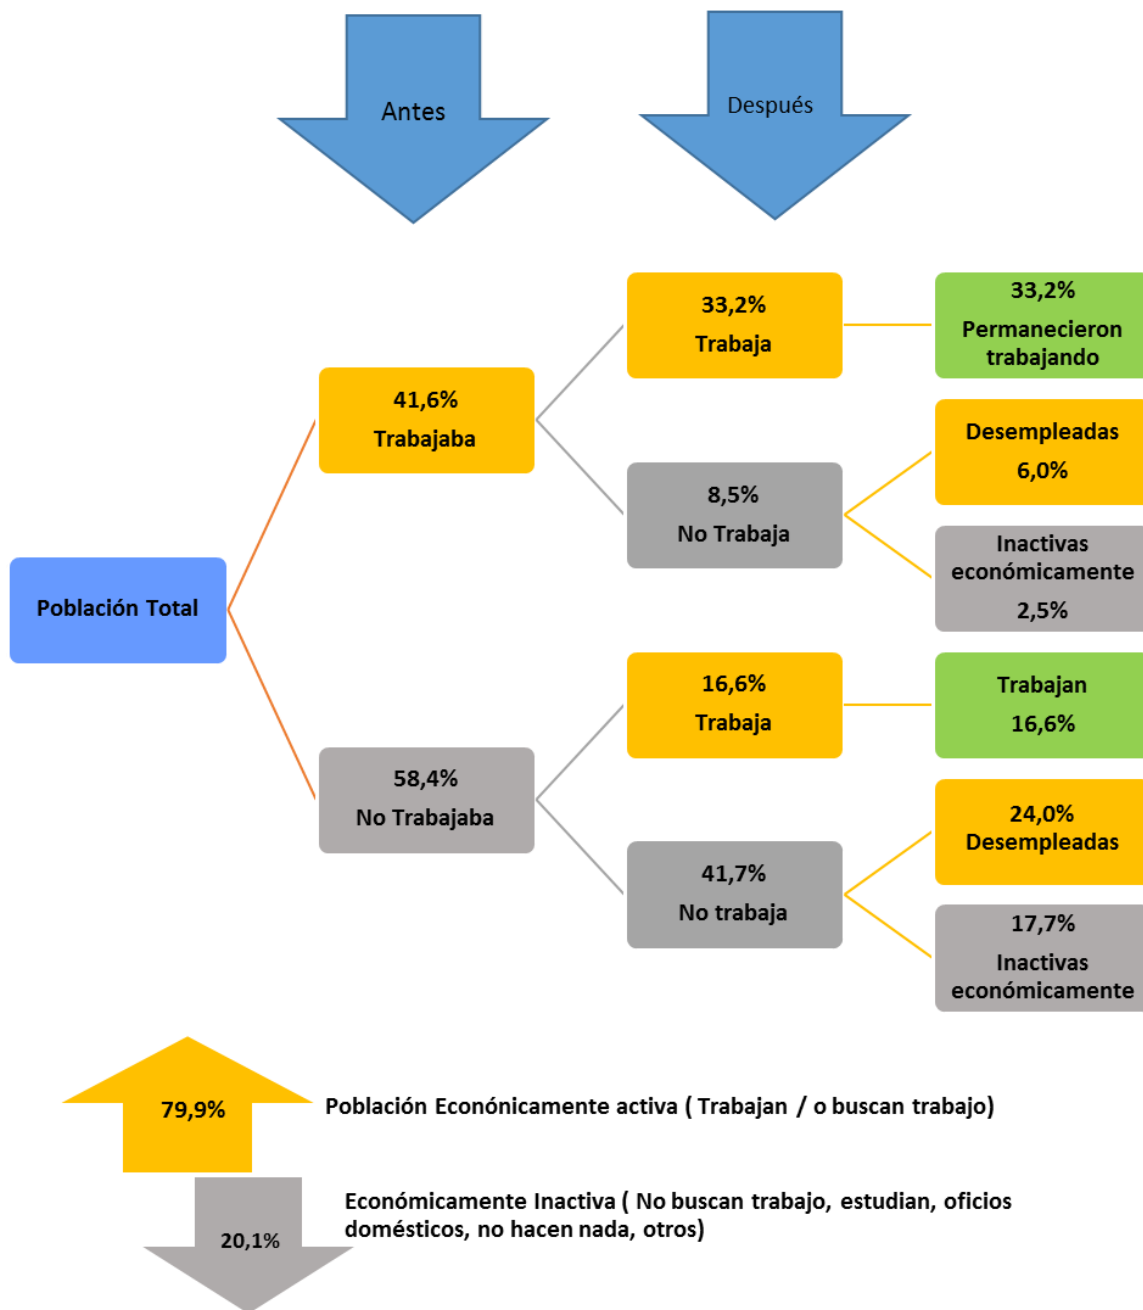 Antes
Después
33,2%
Trabaja
33,2%
Permanecieron
trabajando
41,6%
Trabajaba
Desempleadas
6,0%
8,5%
No Trabaja
Inactivas
económicamente
2,5%
Población Total
16,6%
Trabaja
Trabajan
16,6%
58,4%
No Trabajaba
24,0%
Desempleadas
41,7%
No trabaja
17,7%
Inactivas
económicamente
79,9%
Población Econónicamente activa ( Trabajan / o buscan trabajo)
Económicamente Inactiva ( No buscan trabajo, estudian, oficios
domésticos, no hacen nada, otros)
20,1%